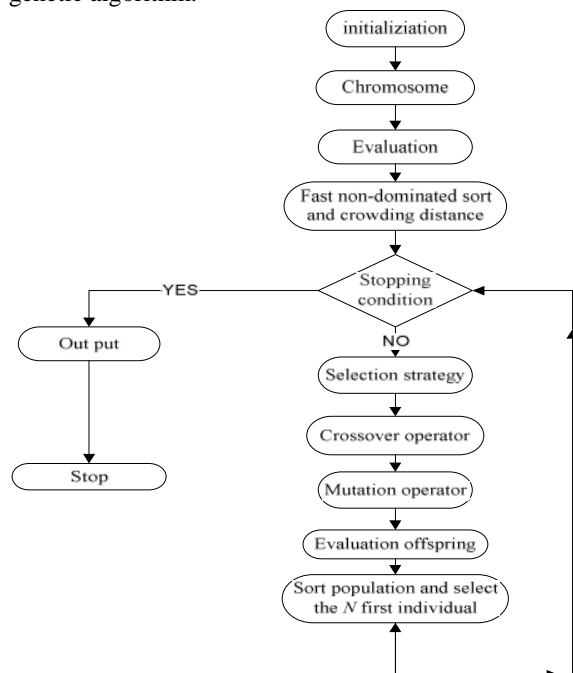 genetic algorithm.
initializiation
Chromosome
Evaluation
Fast non-dominated sort
and crowding distance
Stopping
condition
YES
NO
Out put
Stop
Selection strategy
Crossover operator
Mutation operator
Evaluation offspring
Sort population and select
the N first individual